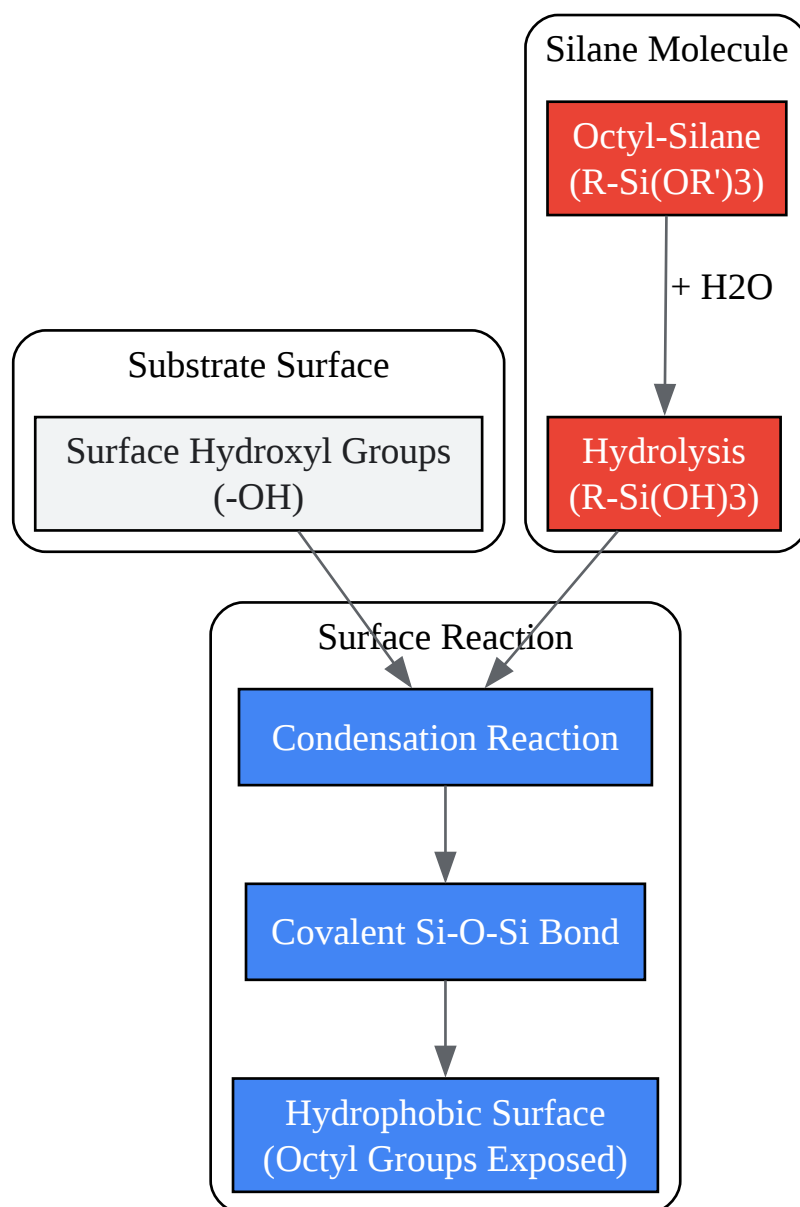 Silane Molecule
Octyl-Silane
(R-Si(OR')3)
+ H2O
Substrate Surface
Surface Hydroxyl Groups
(-OH)
Hydrolysis
(R-Si(OH)3)
Surface Reaction
Condensation Reaction
Covalent Si-O-Si Bond
Hydrophobic Surface
(Octyl Groups Exposed)